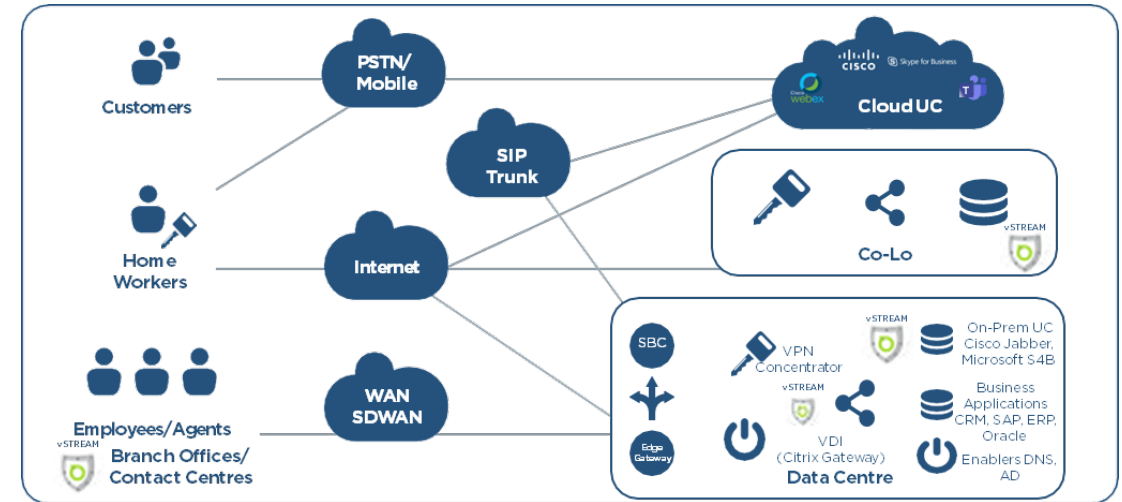 Customers
PSTN/
Mobile
CISCO
Skype for Business
Cisco
webex
T
Cloud UC
SIP
Trunk
Home
Workers
Internet
vSTREAM
Co-Lo
Employees/Agents
vSTREAM
Branch Offices/
Contact Centres
WAN
SDWAN
SBC
Edge
Gateway
VPN
Concentrator
vSTREAM
vSTREAM
VDI
(Citrix Gateway)
On-Prem UC
Cisco Jabber,
Microsoft S4B
Business
Applications
CRM, SAP, ERP,
Oracle
Enablers DNS,
AD
Data Centre